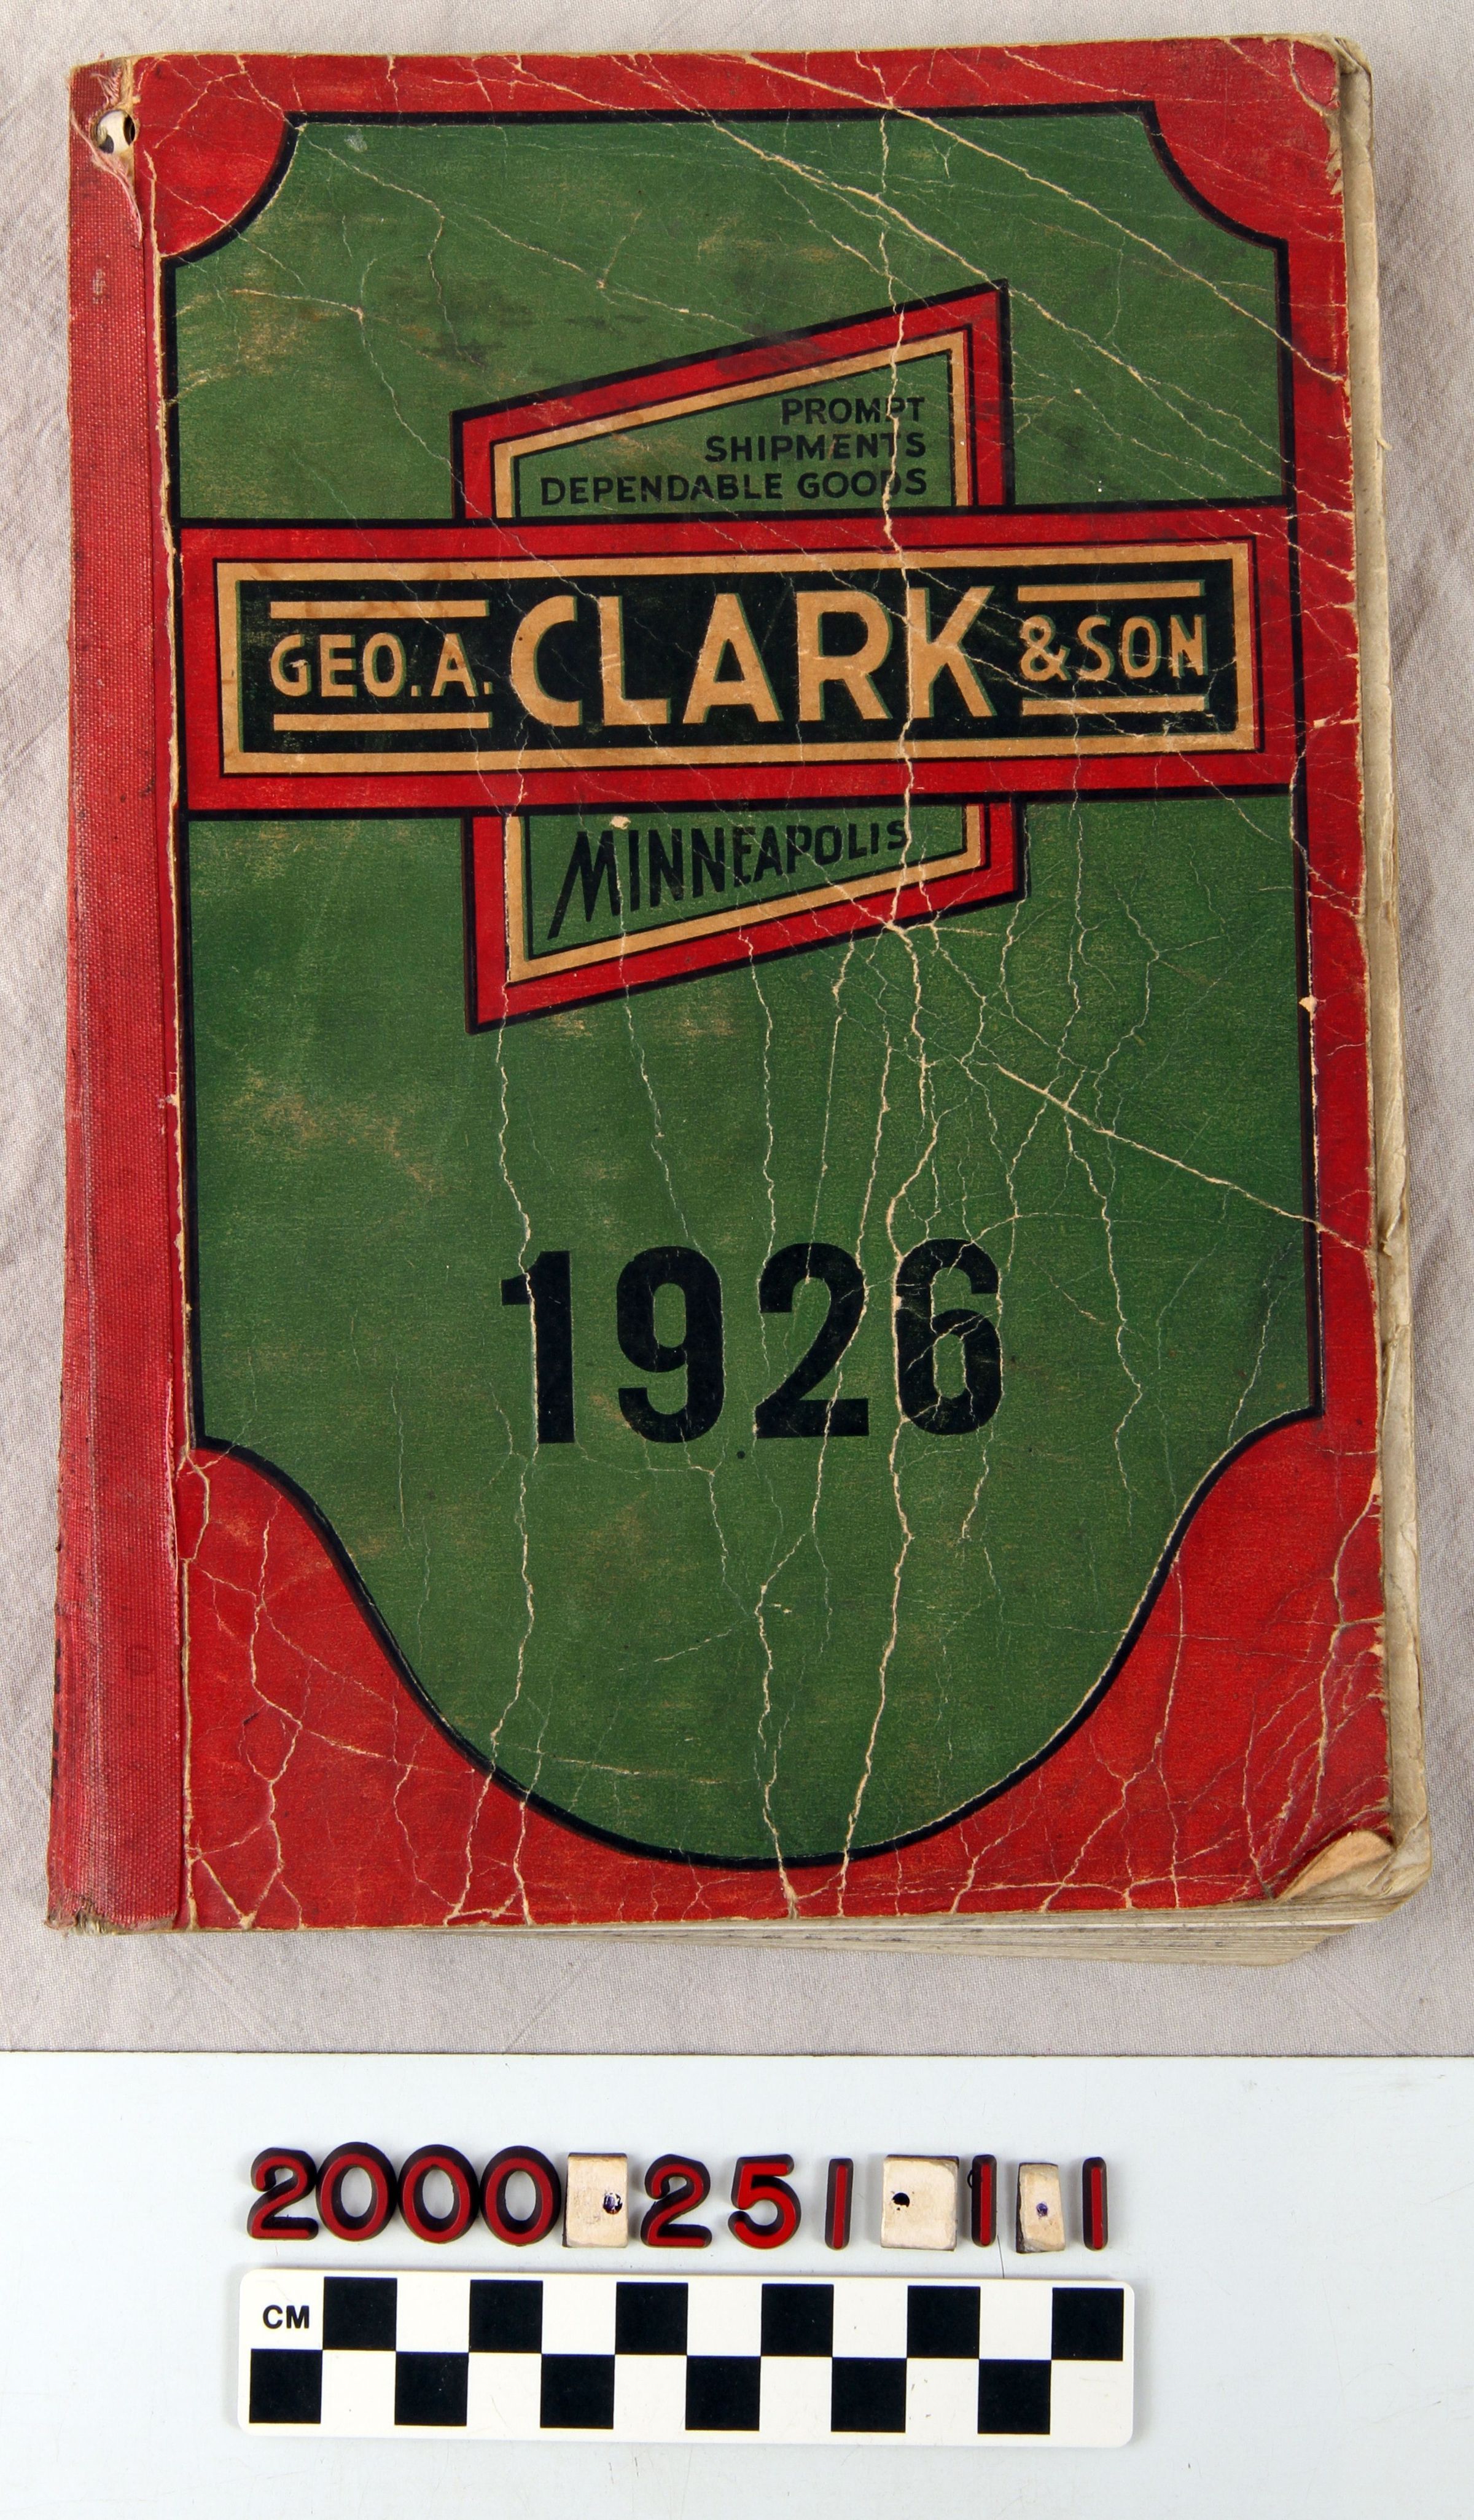 PROMPT
SHIPMENTS
DEPENDABLE GOODS
GEO. A. CLARK & SON
MINNEAPOLIS
1926
2000.251.1.1
CM